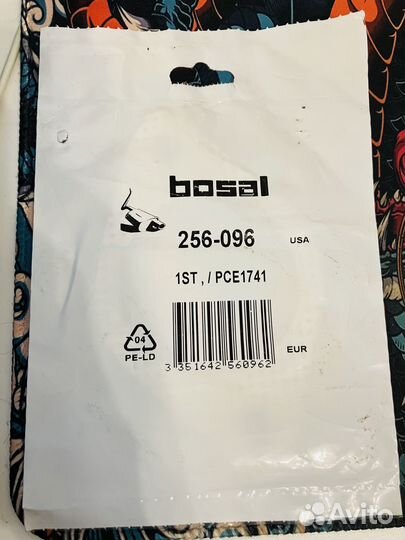 bosal
256-096 USA
1ST , / PCE1741
04
PE-LD
EUR
3 351642 560962
Avito